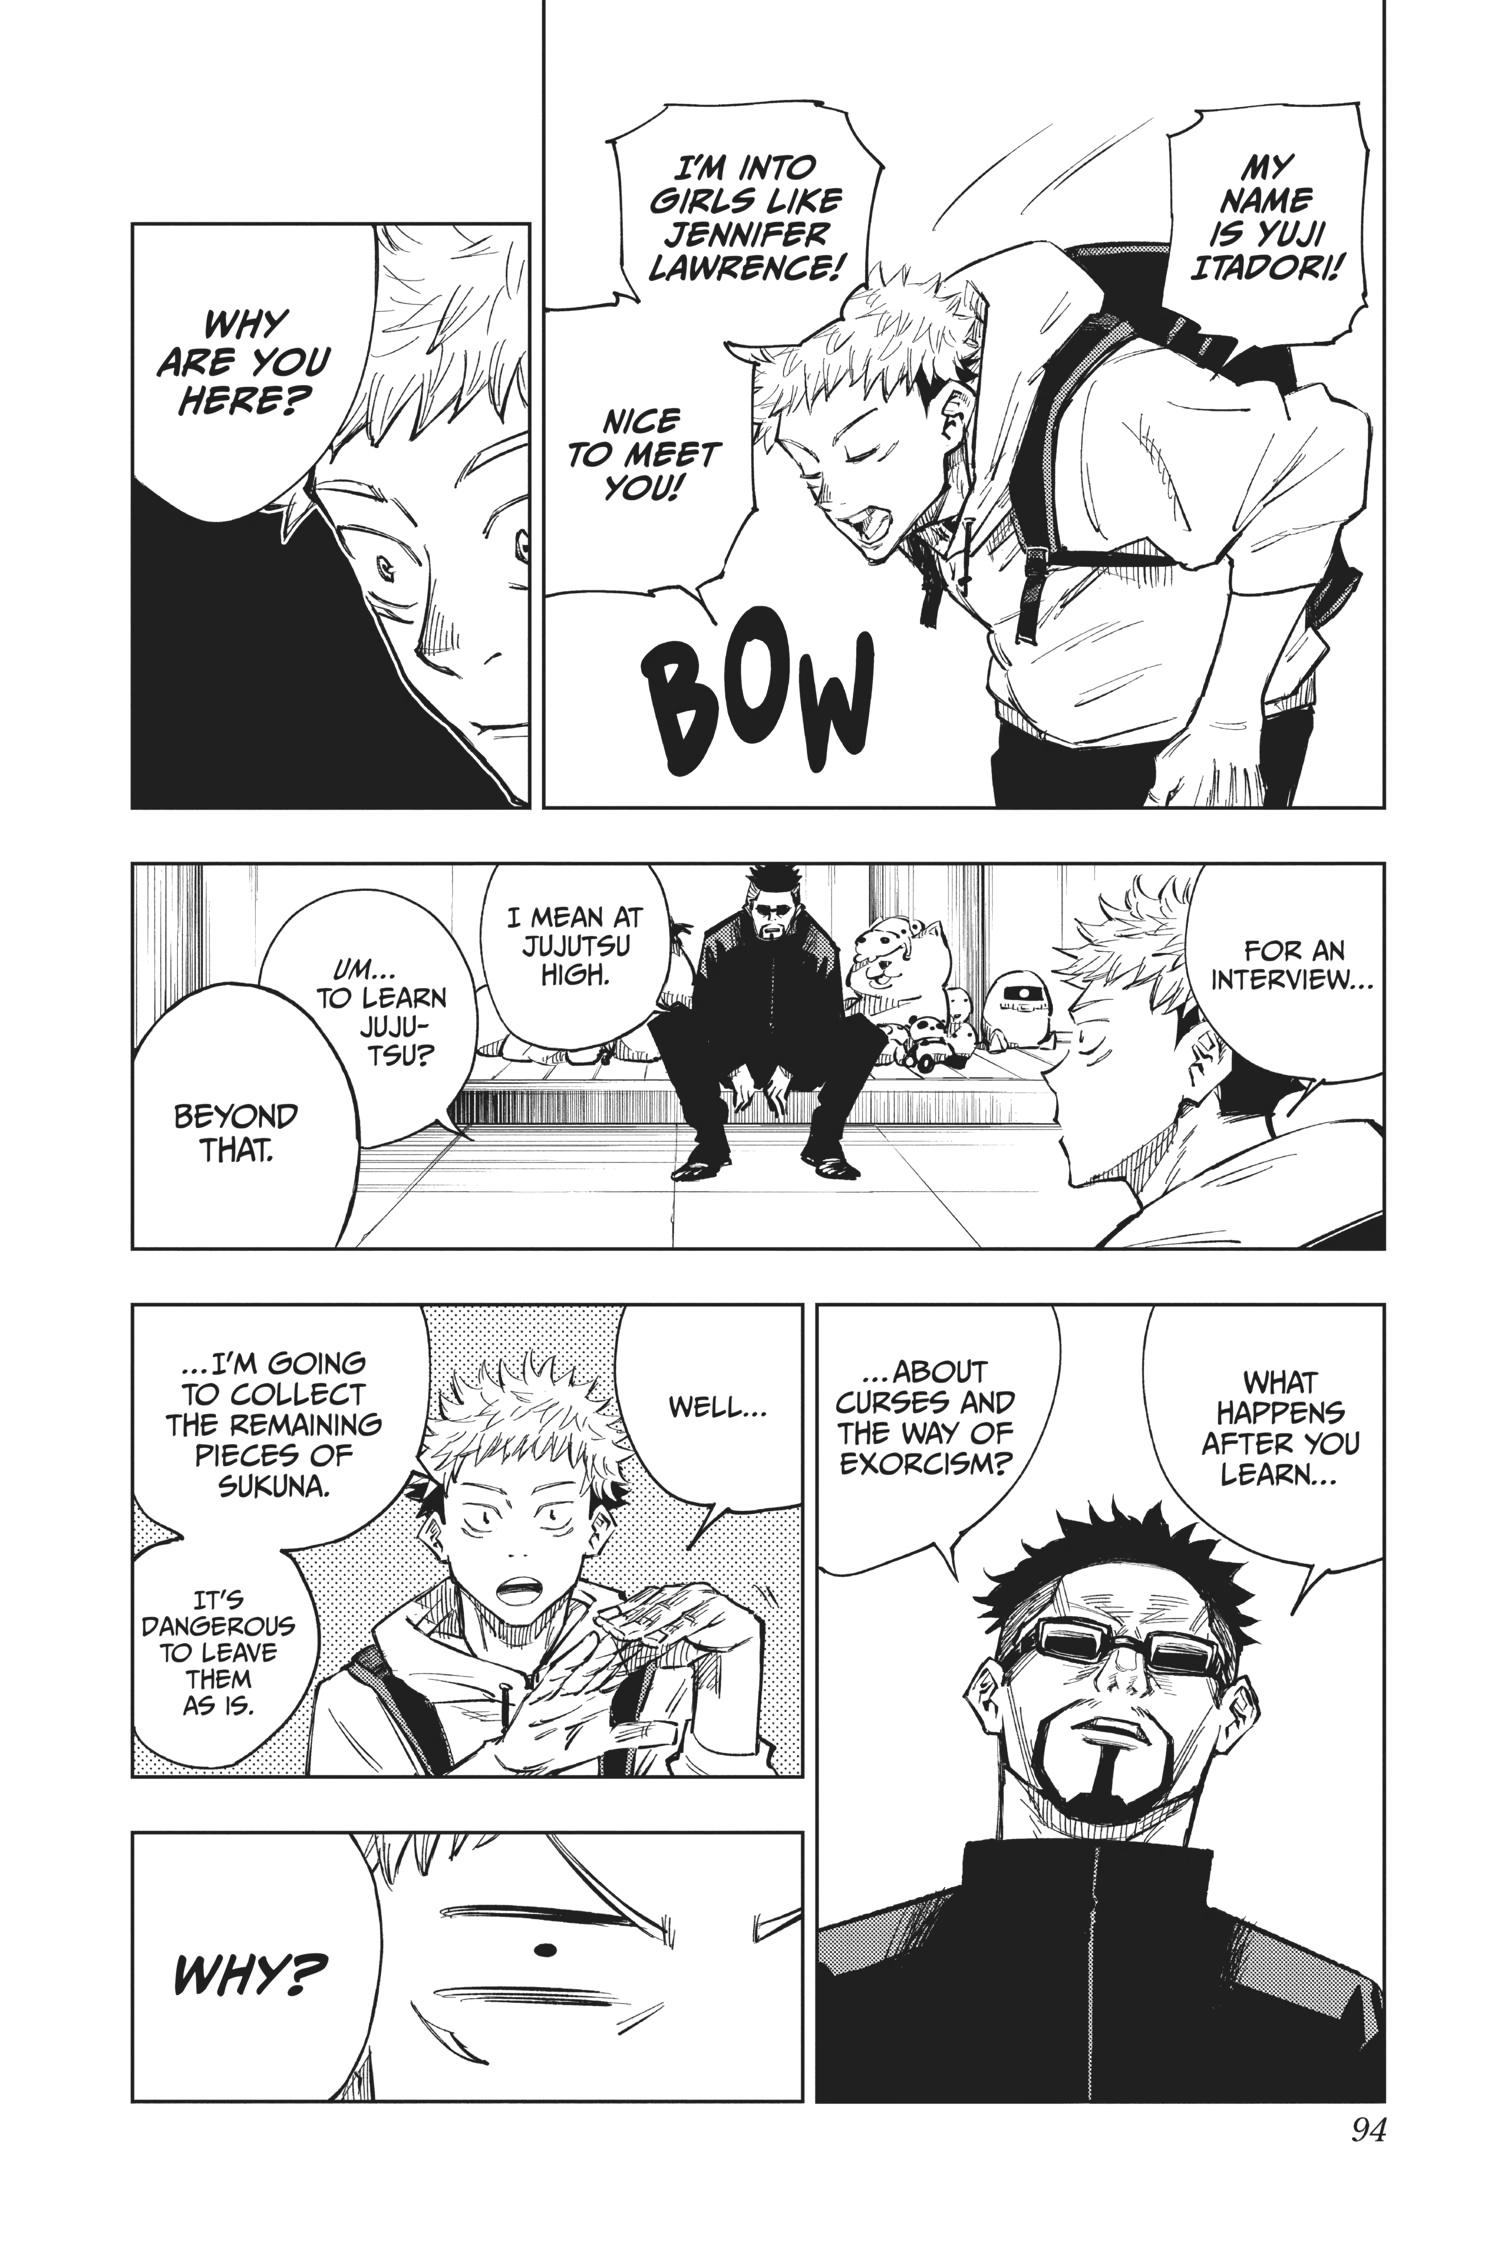 MY
NAME
IS YUJI
ITADORI!
I'M INTO
GIRLS LIKE
JENNIFER
LAWRENCE!
NICE
TO MEET
YOU!
BOW
WHY
ARE YOU
HERE?
FOR AN
INTERVIEW...
I MEAN AT
JUJUTSU
HIGH.
UM...
TO LEARN
JUJU-
TSU?
BEYOND
THAT.
WHAT
HAPPENS
AFTER YOU
LEARN...
...ABOUT
CURSES AND
THE WAY OF
EXORCISM?
WELL...
...I'M GOING
TO COLLECT
THE REMAINING
PIECES OF
SUKUNA.
IT'S
DANGEROUS
TO LEAVE
THEM
AS IS.
WHY?
94